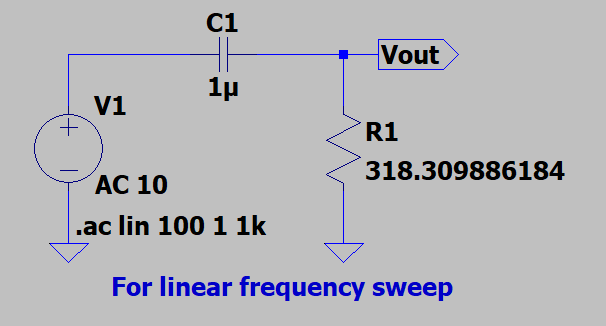 C1
1µ
Vout
V1
AC 10
R1
318.309886184
.ac lin 100 1 1k
For linear frequency sweep